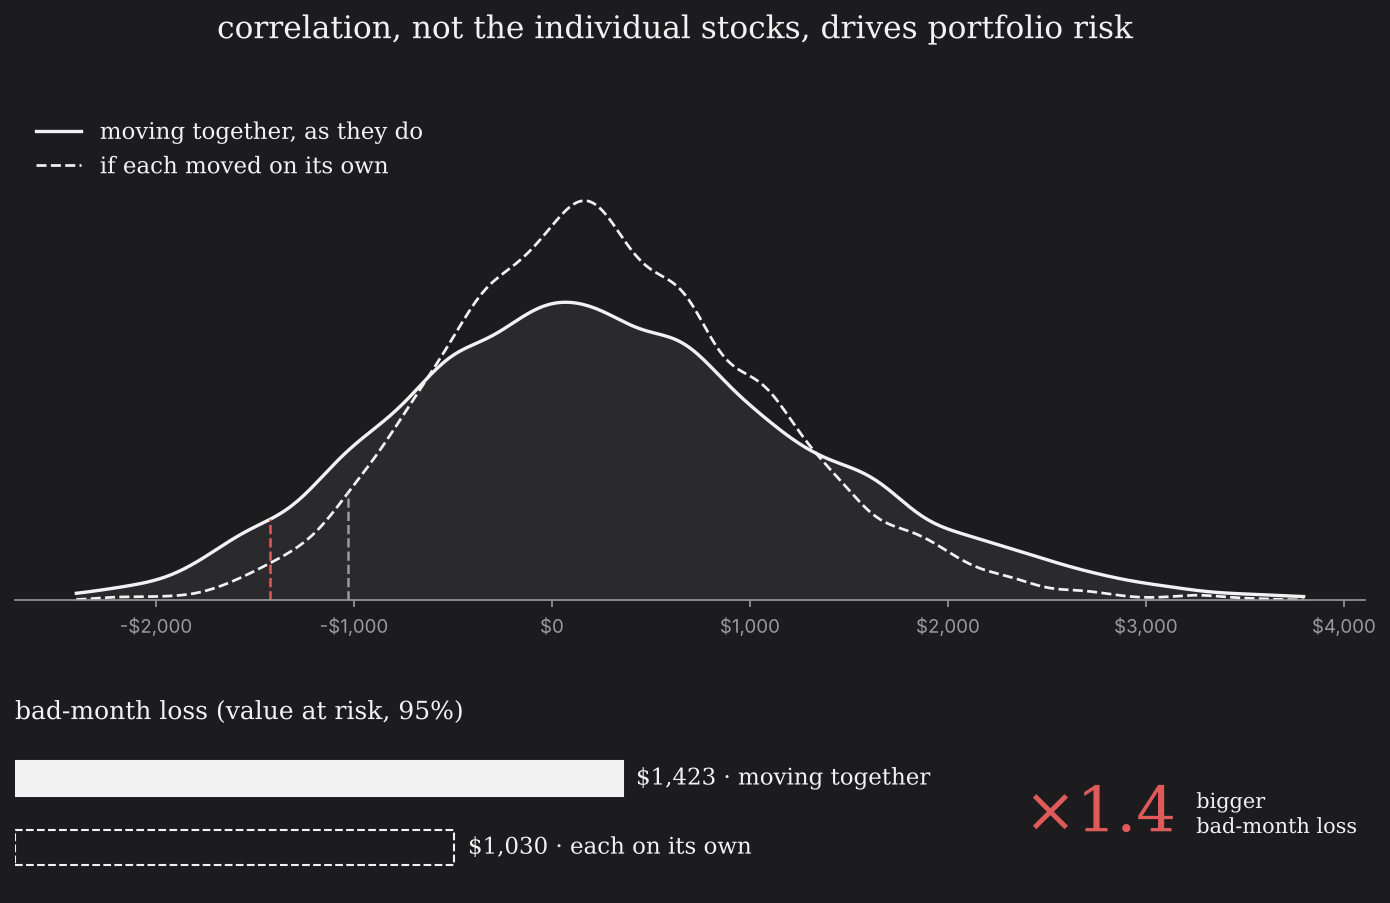 correlation, not the individual stocks, drives portfolio risk
moving together, as they do
if each moved on its own
-$2,000 -$1,000 $0 $1,000 $2,000 $3,000 $4,000
bad-month loss (value at risk, 95%)
$1,423 · moving together
$1,030 · each on its own
×1.4
bigger
bad-month loss